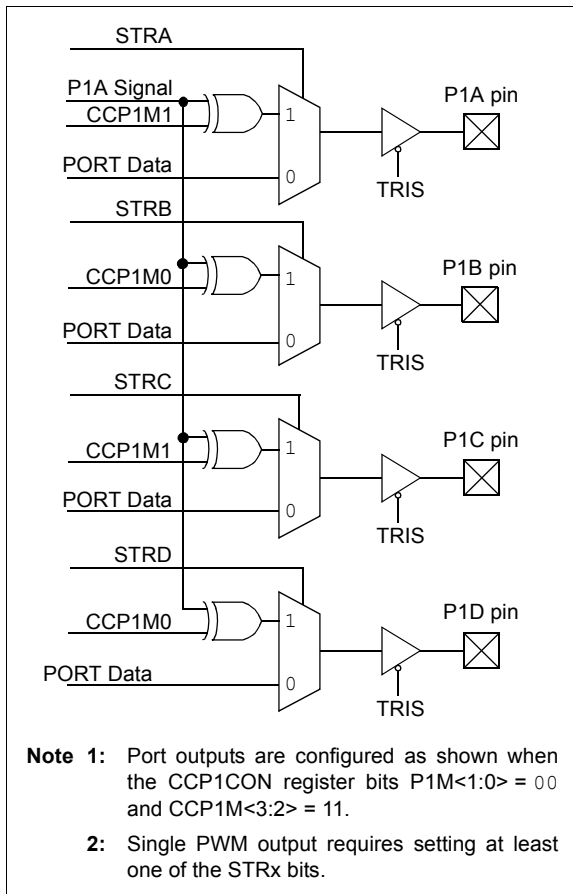 STRA
P1A Signal
P1A pin
CCP1M1
1
PORT Data
0
TRIS
STRB
P1B pin
CCP1M0
1
PORT Data
0
TRIS
STRC
P1C pin
CCP1M1
1
PORT Data
0
TRIS
STRD
P1D pin
CCP1M0
1
PORT Data
0
TRIS
Note 1: Port outputs are configured as shown when
the CCP1CON register bits P1M<1:0> = 00
and CCP1M<3:2> = 11.
2: Single PWM output requires setting at least
one of the STRx bits.